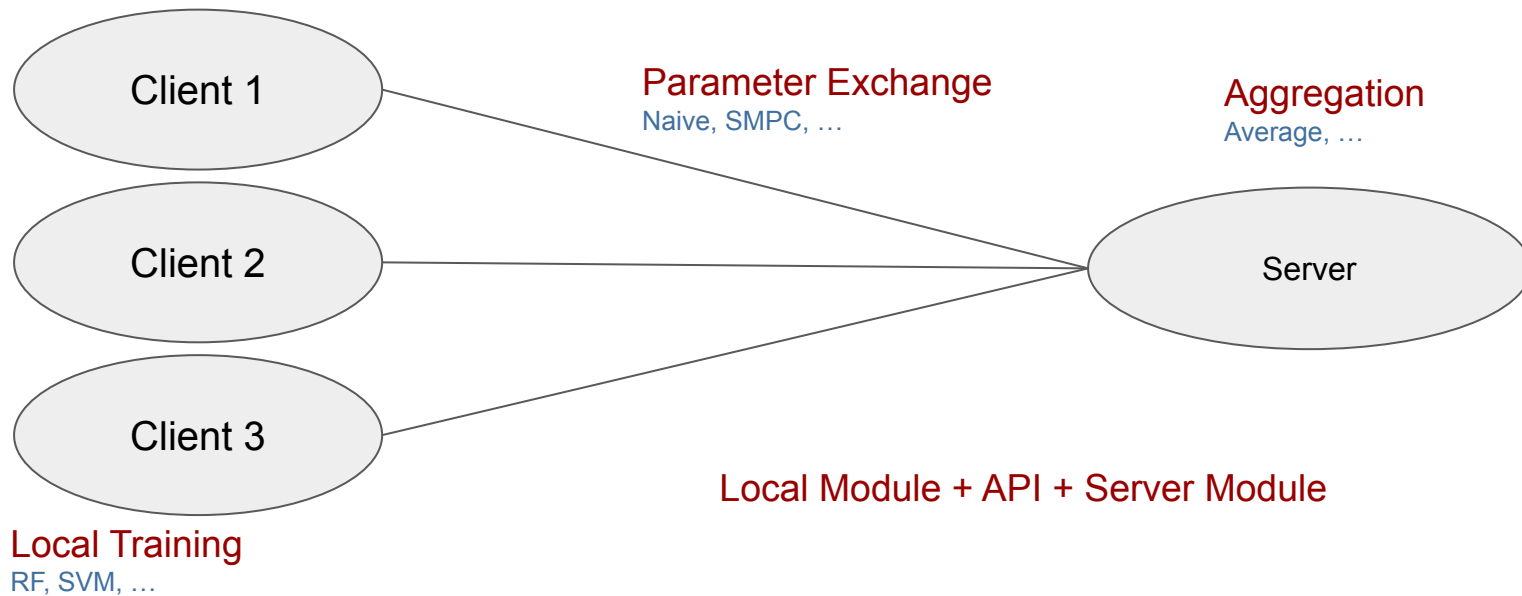 Client 1
Parameter Exchange
Naive, SMPC, …
Aggregation
Average, …
Client 2
Server
Client 3
Local Module + API + Server Module
Local Training
RF, SVM, …